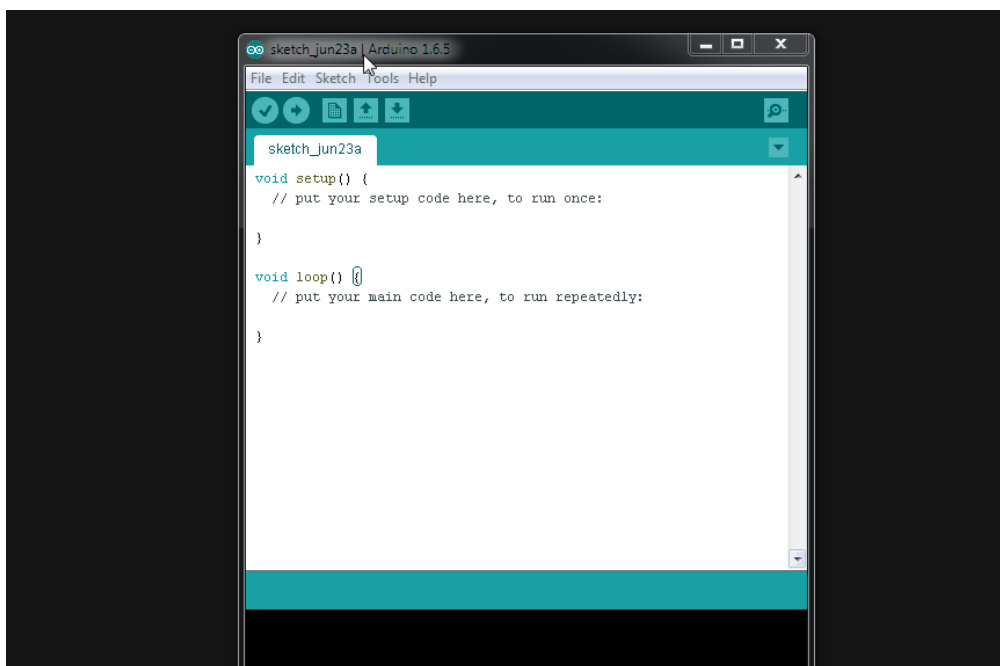 sketch_jun23a | Arduino 1.6.5
File Edit Sketch Tools Help
sketch_jun23a
void setup() {
  // put your setup code here, to run once:
}
void loop() {
  // put your main code here, to run repeatedly:
}